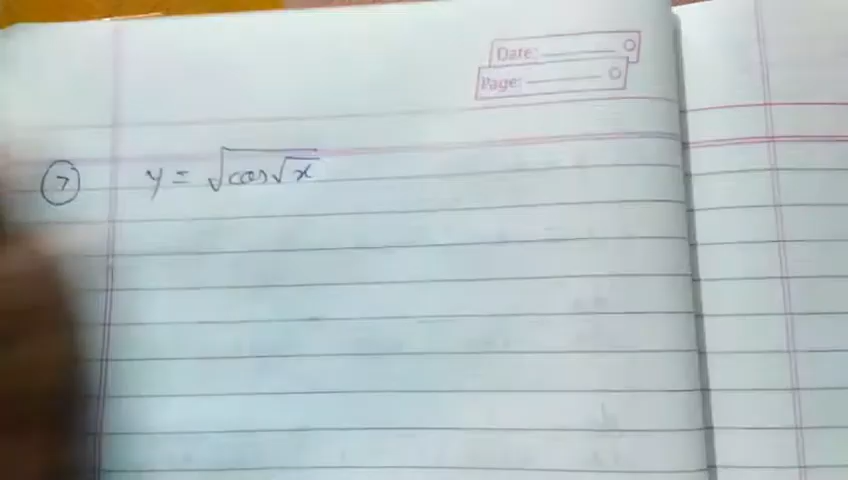 Date:
Page:
⑦ y = √(cos√x)